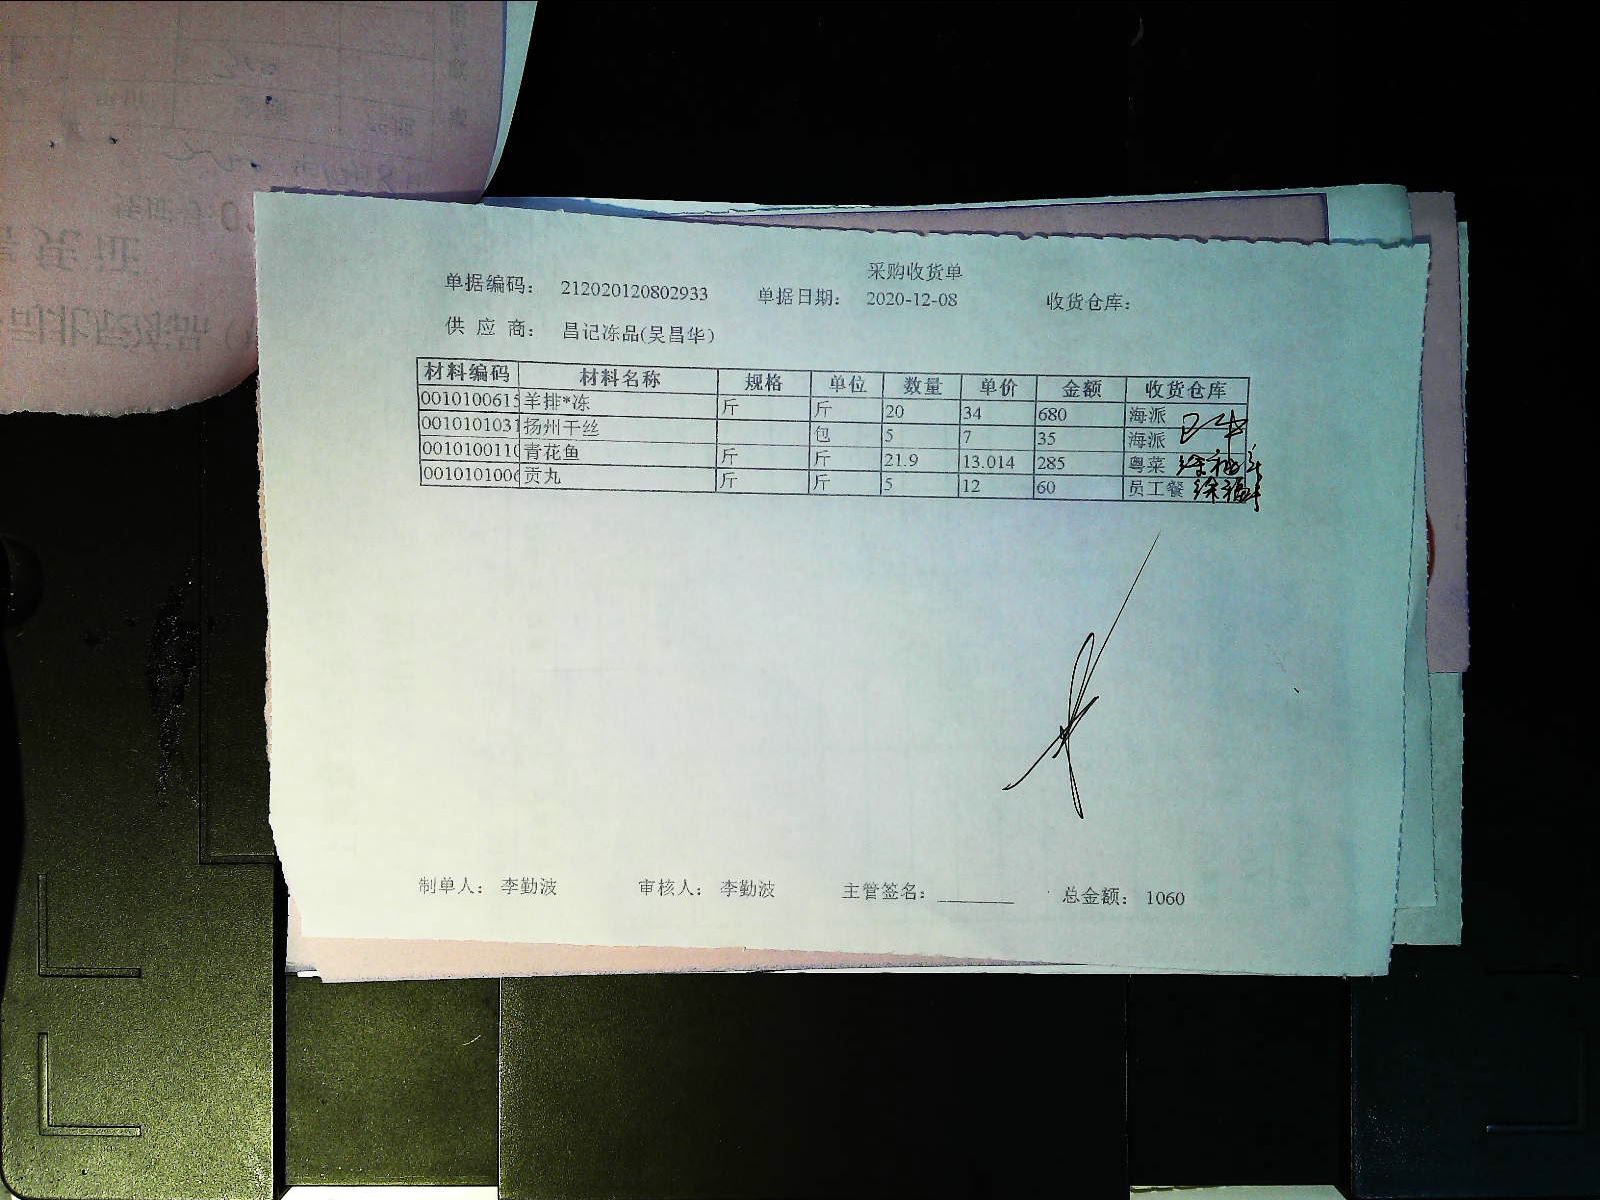 采购收货单
单据编码： 212020120802933 单据日期： 2020-12-08 收货仓库：
供 应 商： 昌记冻品(吴昌华)
材料编码 材料名称 规格 单位 数量 单价 金额 收货仓库
0010100615 羊排*冻 斤 斤 20 34 680 海派
0010101031 扬州干丝 包 5 7 35 海派
0010100110 青花鱼 斤 斤 21.9 13.014 285 粤菜
0010101006 贡丸 斤 斤 5 12 60 员工餐
制单人： 李勤波 审核人： 李勤波 主管签名： 总金额： 1060